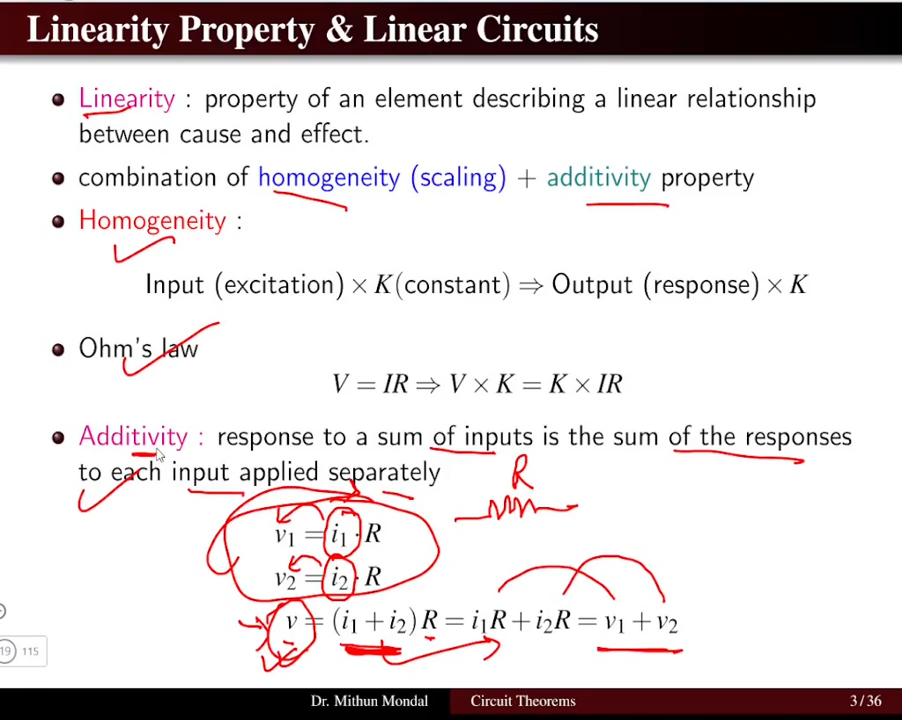 Linearity Property & Linear Circuits
Linearity : property of an element describing a linear relationship
between cause and effect.
combination of homogeneity (scaling) + additivity property
Homogeneity :
Input (excitation) × K(constant) ⇒ Output (response) × K
Ohm's law
V = IR ⇒ V × K = K × IR
Additivity : response to a sum of inputs is the sum of the responses
to each input applied separately
R
v₁ = i₁ · R
v₂ = i₂ · R
v = (i₁ + i₂) R = i₁R + i₂R = v₁ + v₂
19 115
Dr. Mithun Mondal Circuit Theorems 3 / 36